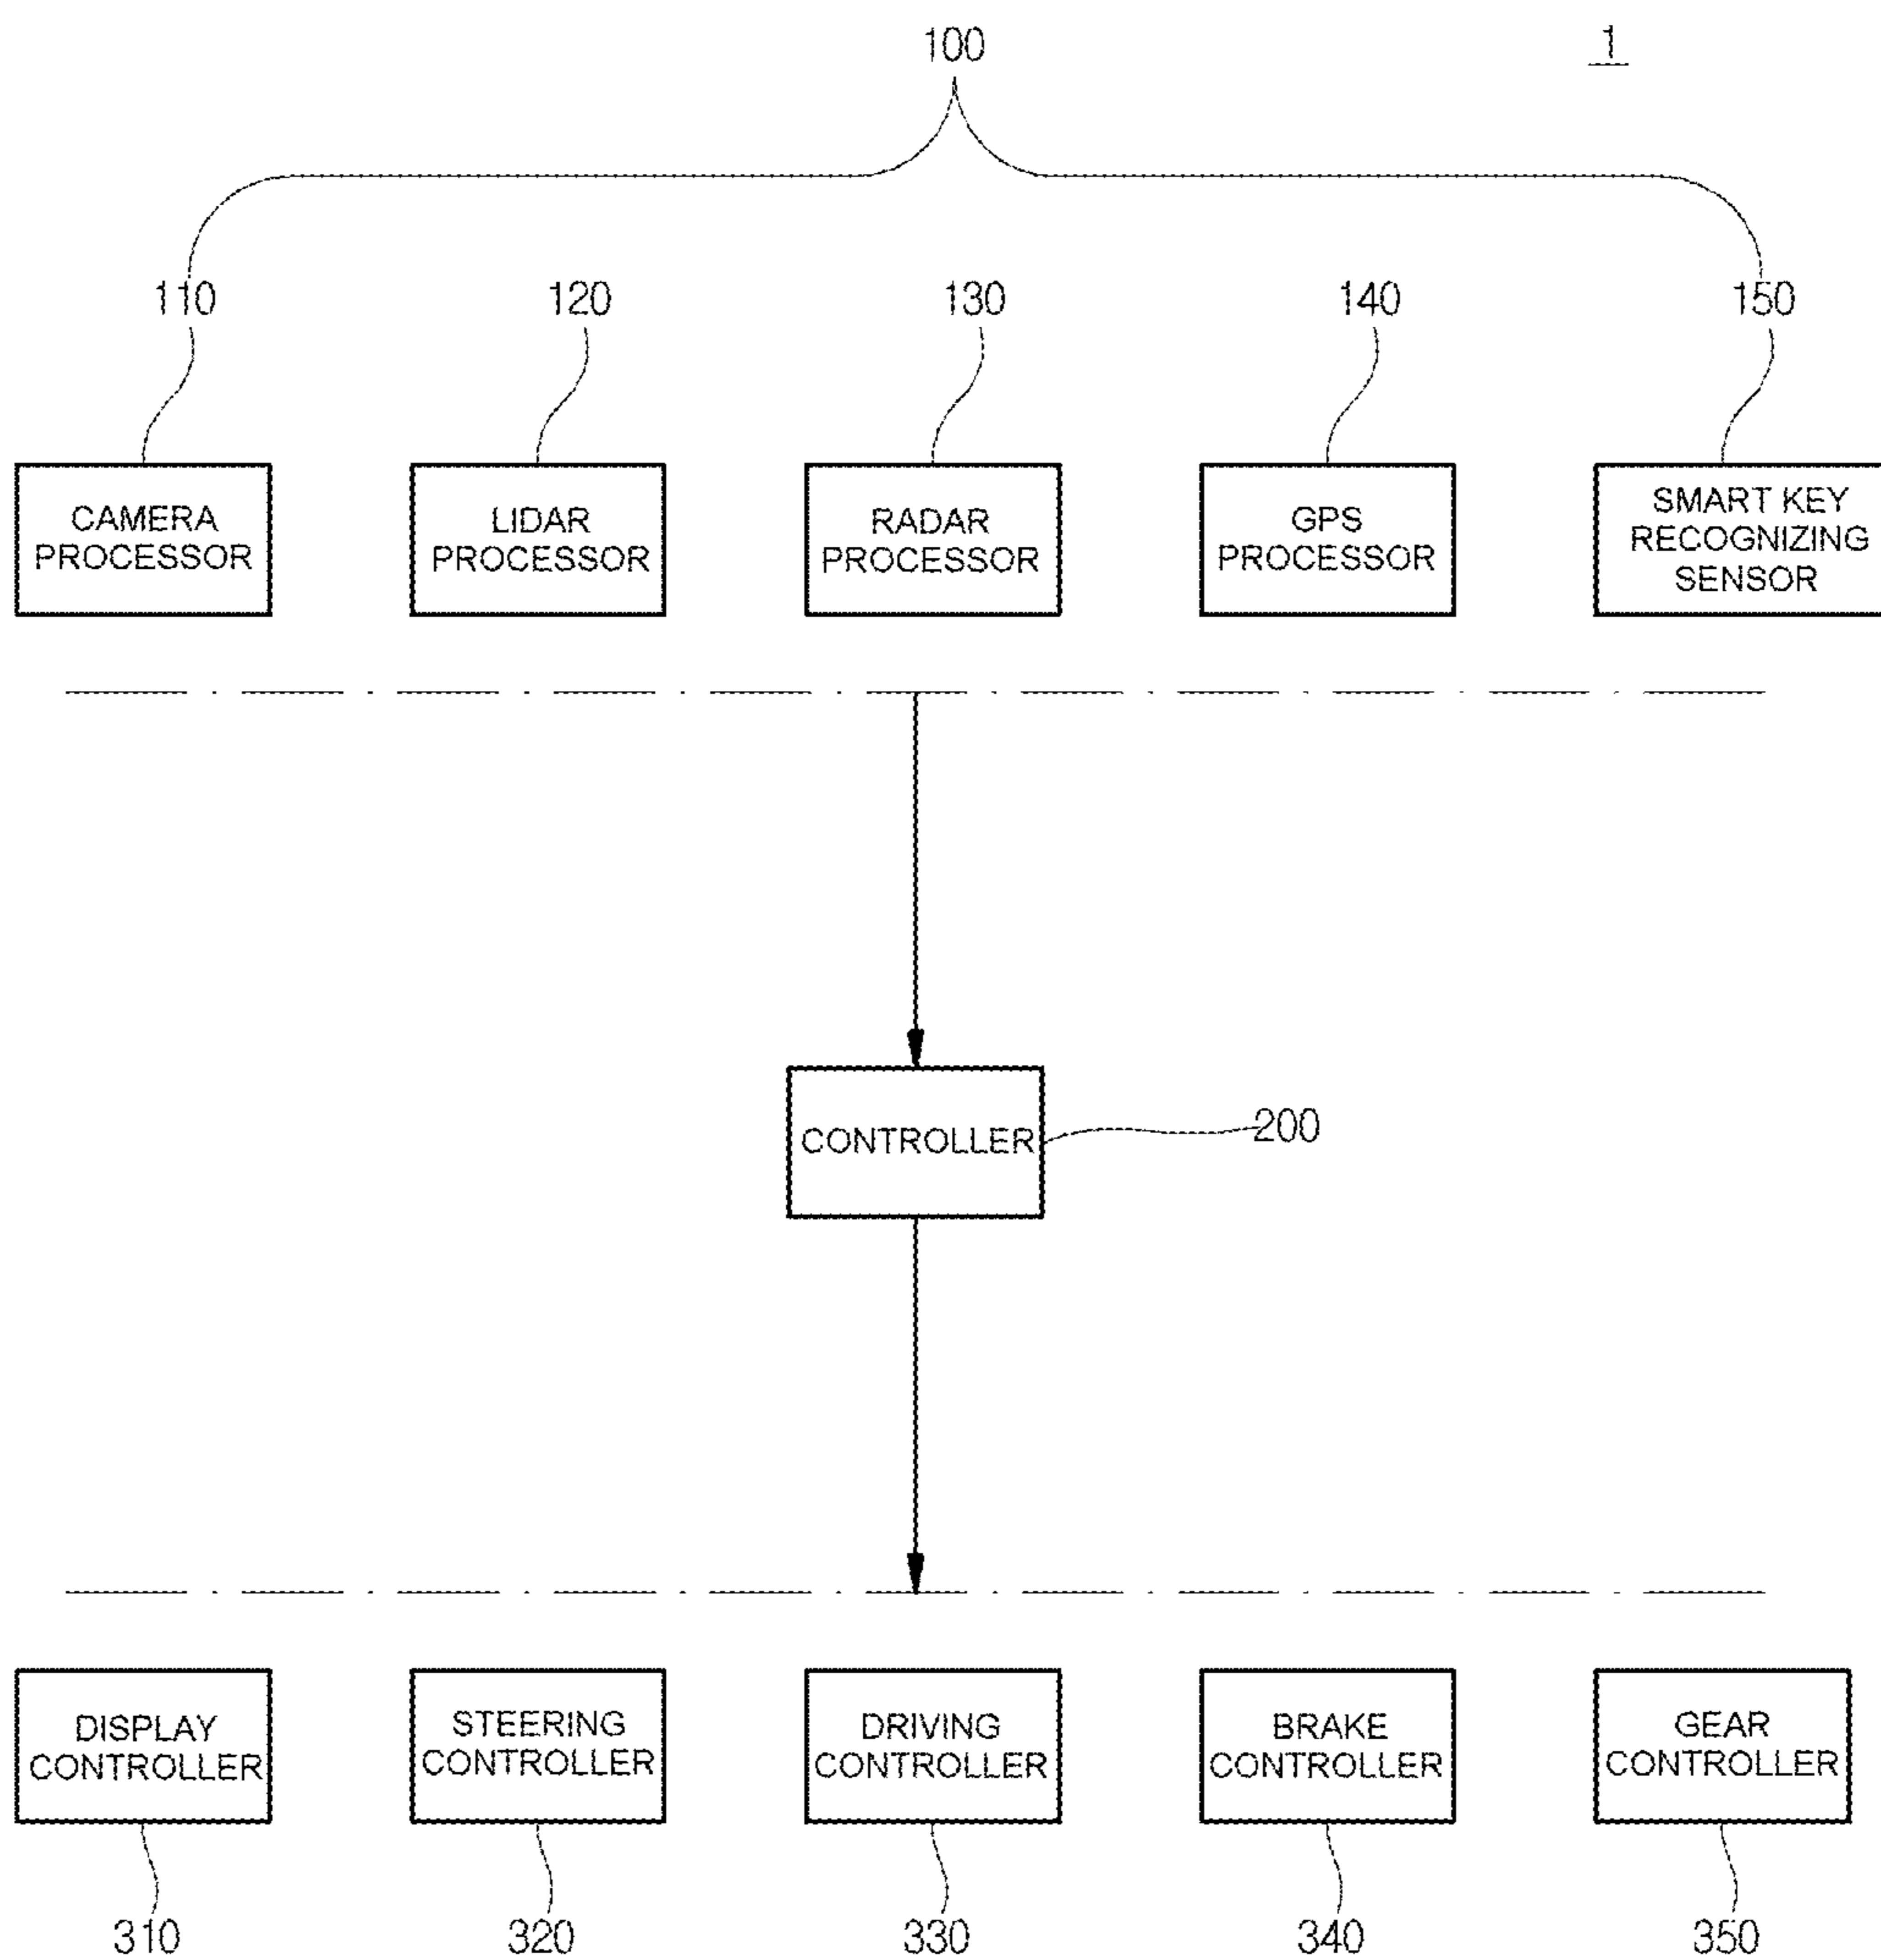 100
1
110
120
130
140
150
CAMERA
PROCESSOR
LIDAR
PROCESSOR
RADAR
PROCESSOR
GPS
PROCESSOR
SMART KEY
RECOGNIZING
SENSOR
CONTROLLER
200
DISPLAY
CONTROLLER
STEERING
CONTROLLER
DRIVING
CONTROLLER
BRAKE
CONTROLLER
GEAR
CONTROLLER
310
320
330
340
350